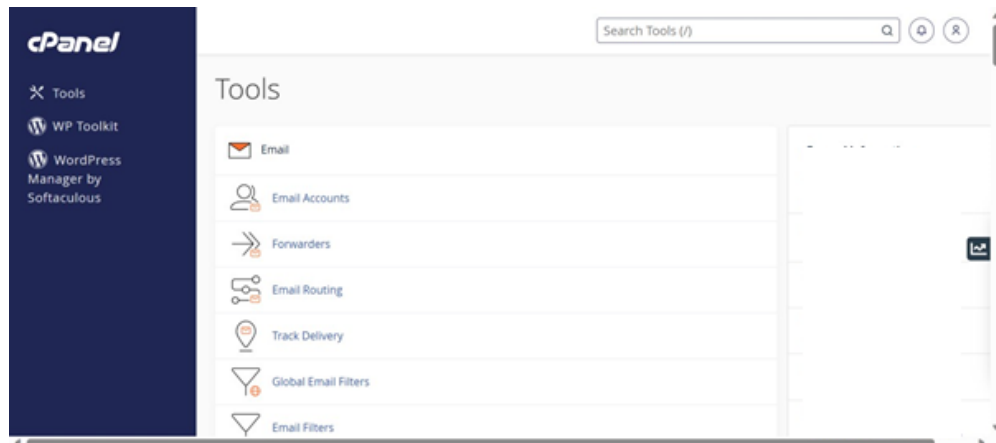 cPanel
Search Tools (/)
Tools
WP Toolkit
WordPress
Manager by
Softaculous
Tools
Email
Email Accounts
Forwarders
Email Routing
Track Delivery
Global Email Filters
Email Filters